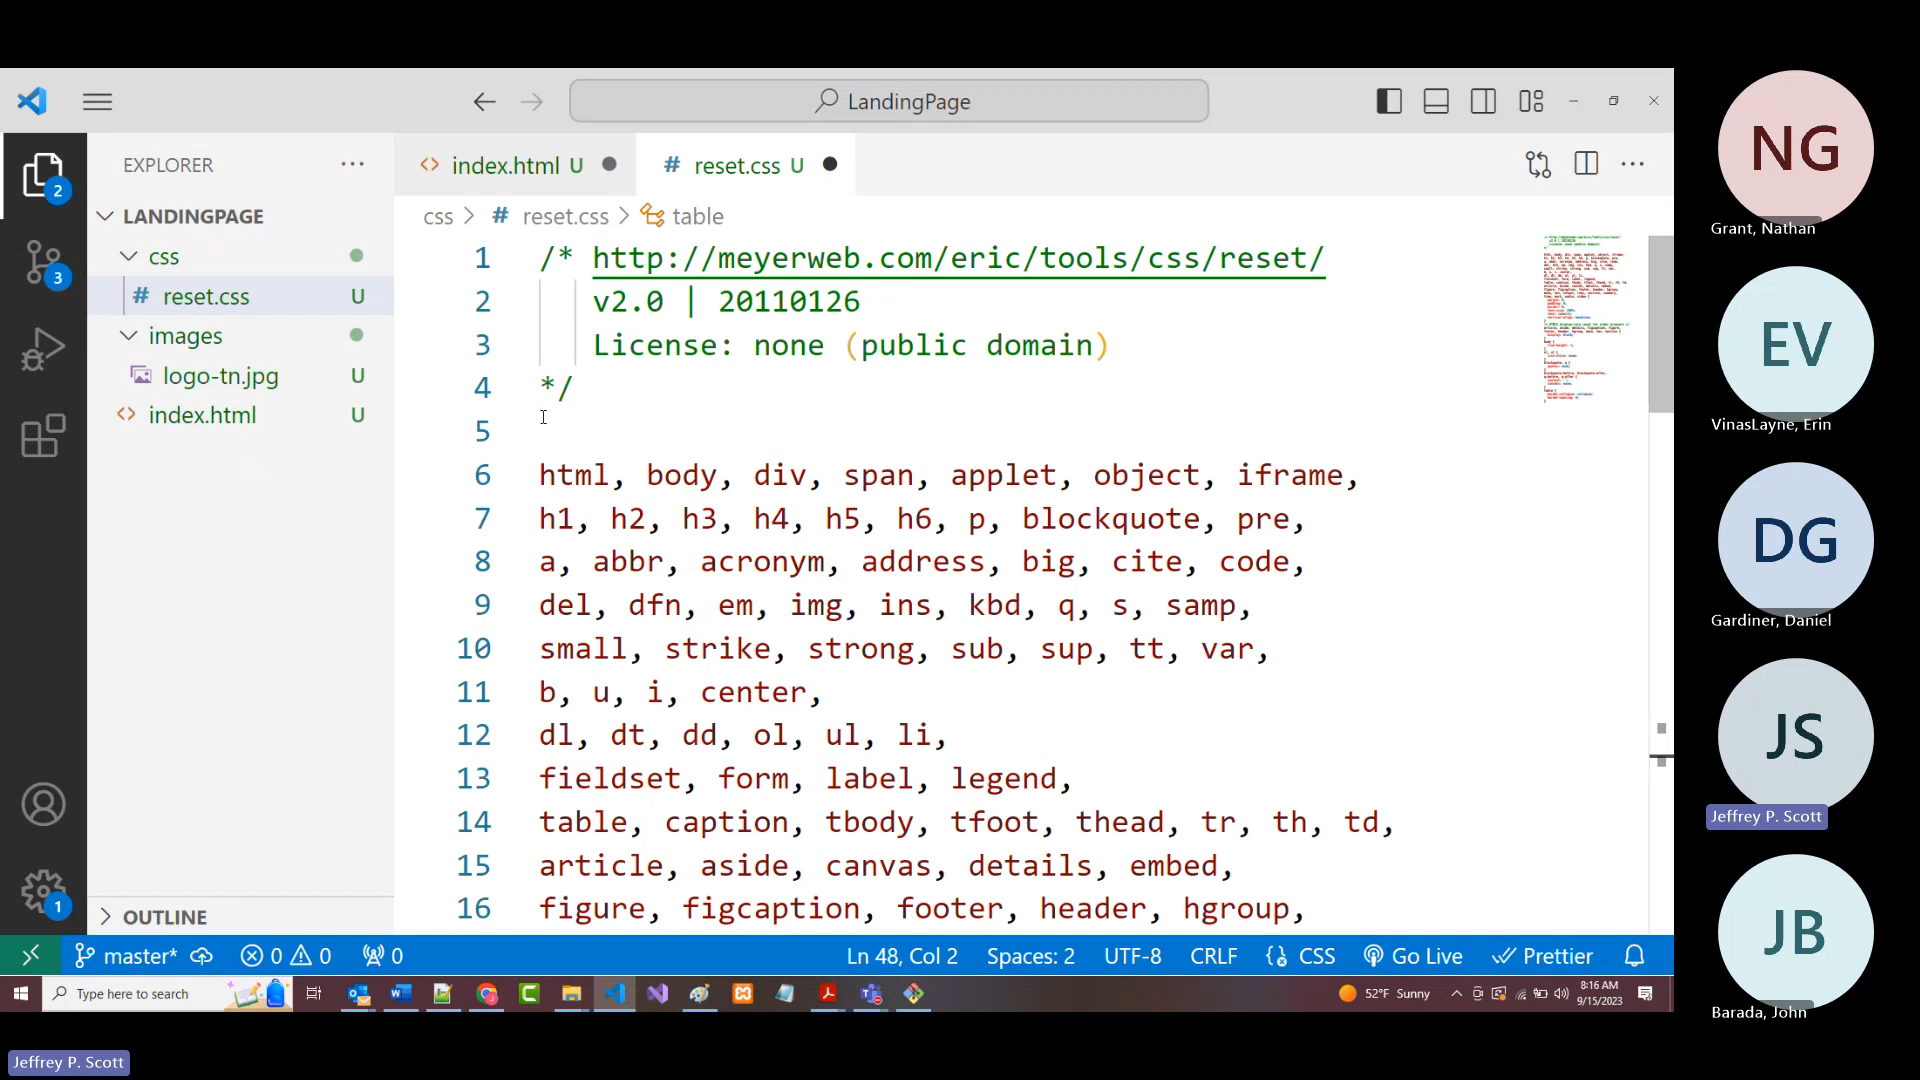 LandingPage
EXPLORER
index.html U
reset.css U
css > # reset.css > table
LANDINGPAGE
css
# reset.css U
images
logo-tn.jpg U
index.html U
OUTLINE
2
3
1
1 /* http://meyerweb.com/eric/tools/css/reset/
2 v2.0 | 20110126
3 License: none (public domain)
4 */
5
6 html, body, div, span, applet, object, iframe,
7 h1, h2, h3, h4, h5, h6, p, blockquote, pre,
8 a, abbr, acronym, address, big, cite, code,
9 del, dfn, em, img, ins, kbd, q, s, samp,
10 small, strike, strong, sub, sup, tt, var,
11 b, u, i, center,
12 dl, dt, dd, ol, ul, li,
13 fieldset, form, label, legend,
14 table, caption, tbody, tfoot, thead, tr, th, td,
15 article, aside, canvas, details, embed,
16 figure, figcaption, footer, header, hgroup,
master* 0 0 0 Ln 48, Col 2 Spaces: 2 UTF-8 CRLF CSS Go Live Prettier
Type here to search
52°F Sunny
8:16 AM
9/15/2023
NG
Grant, Nathan
EV
VinasLayne, Erin
DG
Gardiner, Daniel
JS
Jeffrey P. Scott
JB
Barada, John
Jeffrey P. Scott